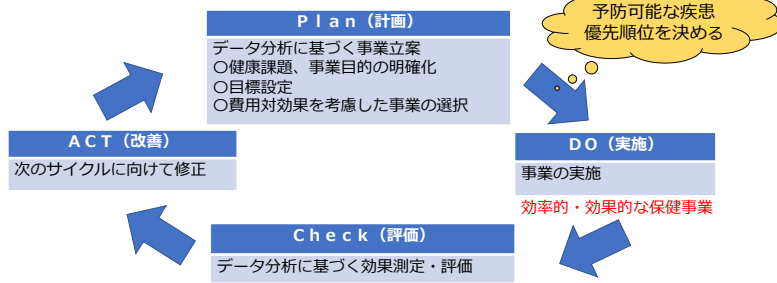 Plan(計画)
データ分析に基づく事業立案
〇健康課題、事業目的の明確化
〇目標設定
〇費用対効果を考慮した事業の選択
予防可能な疾患
優先順位を決める
DO(実施)
事業の実施
効率的・効果的な保健事業
Check(評価)
データ分析に基づく効果測定・評価
ACT(改善)
次のサイクルに向けて修正